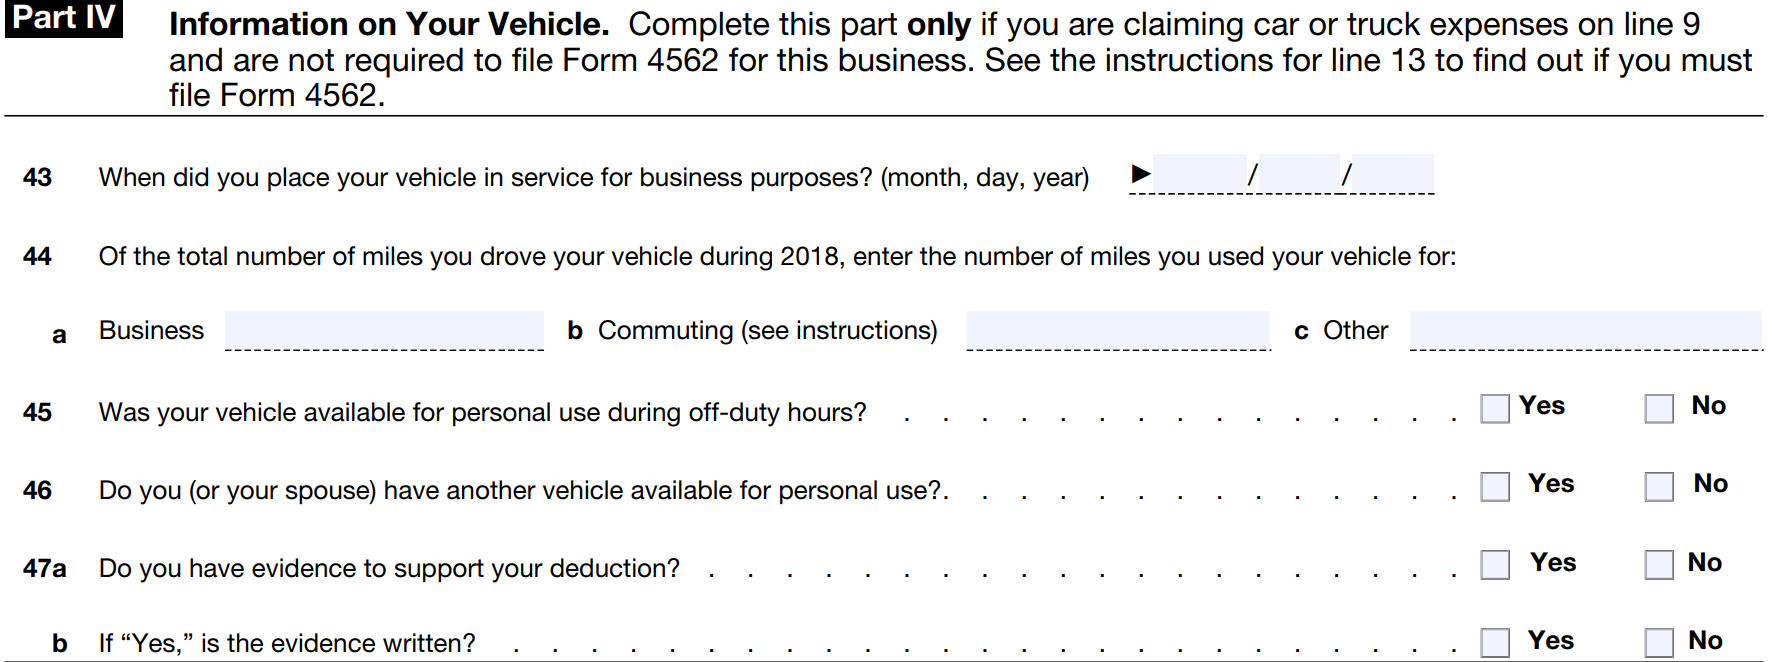 Part IV Information on Your Vehicle. Complete this part only if you are claiming car or truck expenses on line 9
and are not required to file Form 4562 for this business. See the instructions for line 13 to find out if you must
file Form 4562.
43 When did you place your vehicle in service for business purposes? (month, day, year) ▶ / /
44 Of the total number of miles you drove your vehicle during 2018, enter the number of miles you used your vehicle for:
a Business b Commuting (see instructions) c Other
45 Was your vehicle available for personal use during off-duty hours? . . . . . . . . . . . . . . . Yes No
46 Do you (or your spouse) have another vehicle available for personal use?. . . . . . . . . . . . . . Yes No
47a Do you have evidence to support your deduction? . . . . . . . . . . . . . . . . . . . . Yes No
b If “Yes,” is the evidence written? . . . . . . . . . . . . . . . . . . . . . . . . . Yes No